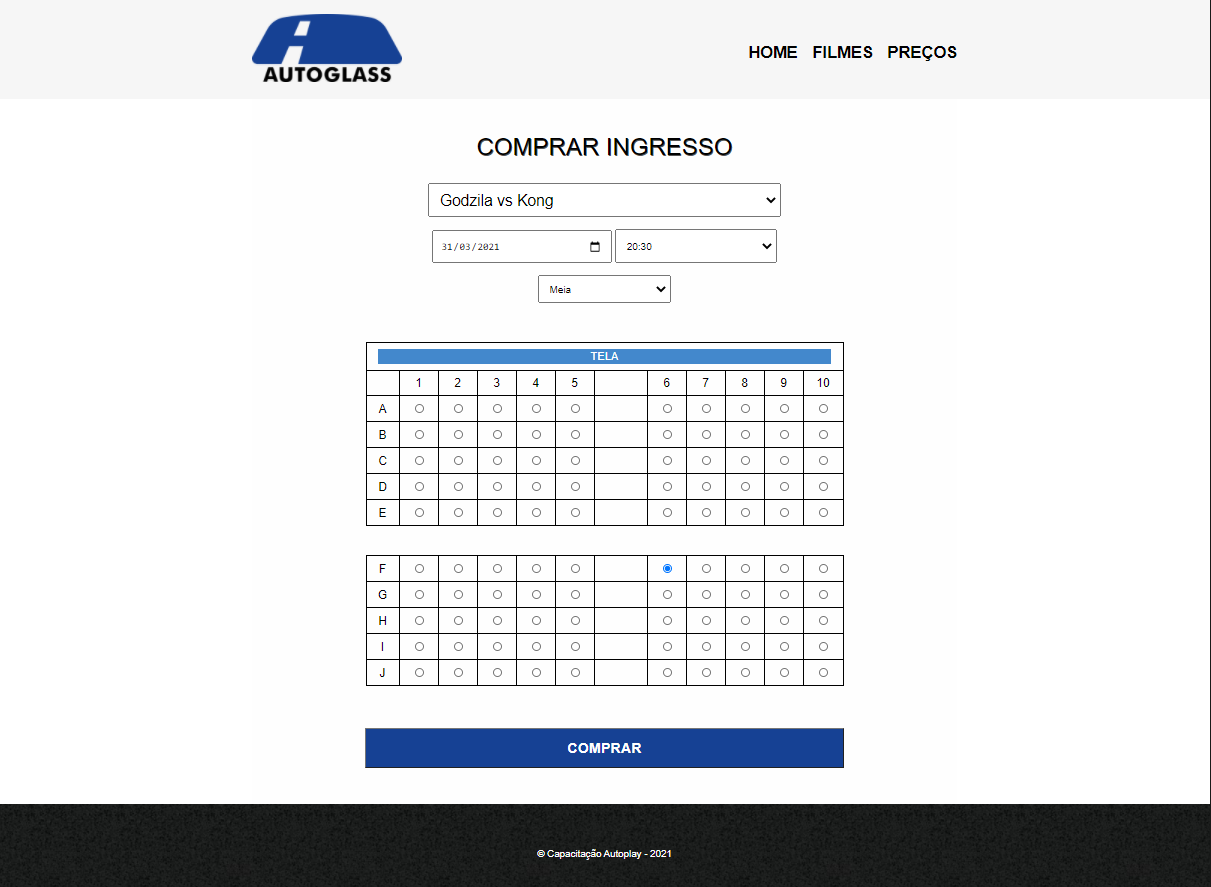 AUTOGLASS
HOME FILMES PREÇOS
COMPRAR INGRESSO
Godzila vs Kong
31/03/2021 20:30
Meia
TELA
1 2 3 4 5 6 7 8 9 10
A
B
C
D
E
F
G
H
I
J
COMPRAR
© Capacitação Autoplay - 2021